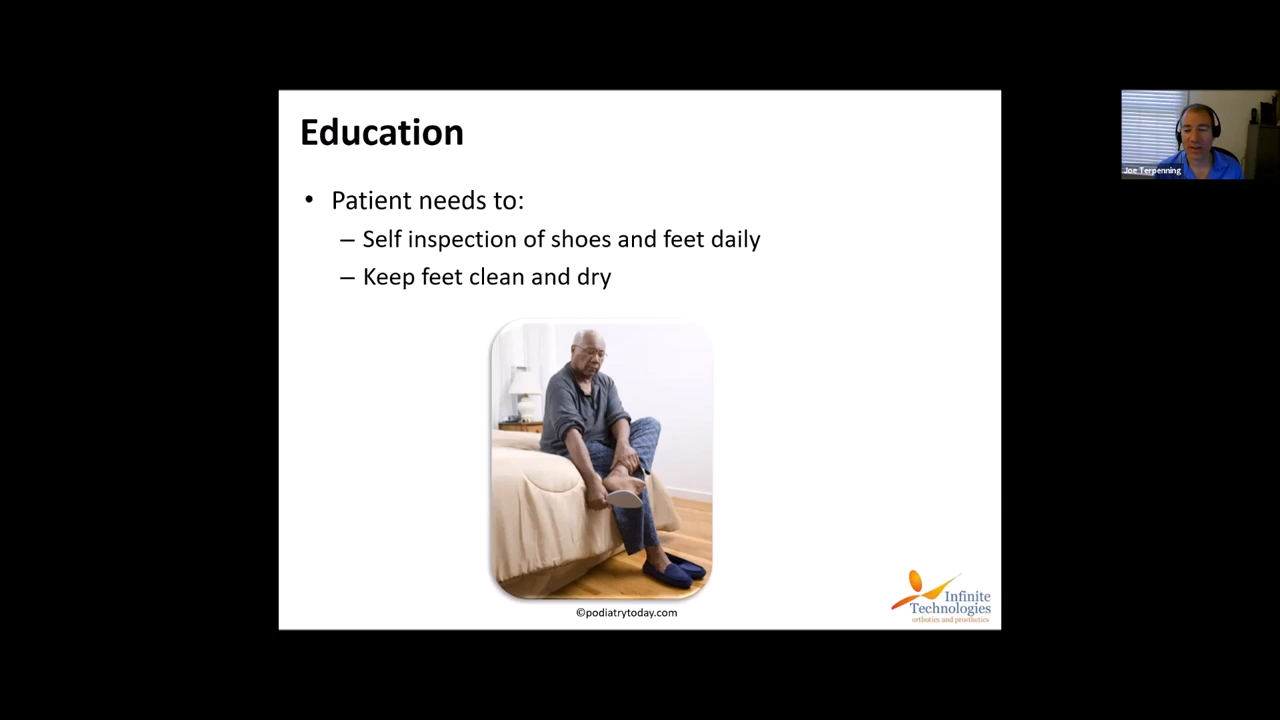 Education
• Patient needs to:
– Self inspection of shoes and feet daily
– Keep feet clean and dry
©podiatrytoday.com
Infinite
Technologies
orthotics and prosthetics
Joe Terpenning